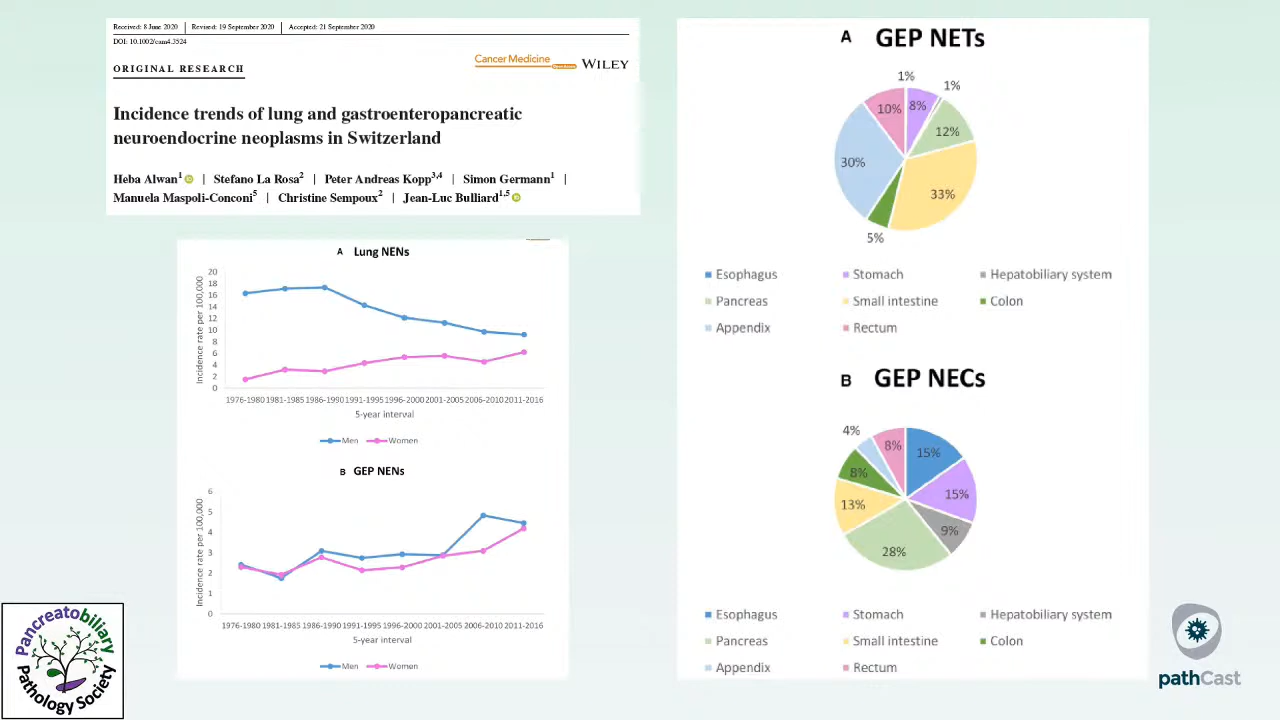 Received: 8 June 2020 | Revised: 19 September 2020 | Accepted: 21 September 2020
DOI: 10.1002/cam4.3524
ORIGINAL RESEARCH
Cancer Medicine
WILEY
Incidence trends of lung and gastroenteropancreatic
neuroendocrine neoplasms in Switzerland
Heba Alwan1 | Stefano La Rosa2 | Peter Andreas Kopp3,4 | Simon Germann1 |
Manuela Maspoli-Conconi5 | Christine Sempoux2 | Jean-Luc Bulliard1,5
A Lung NENs
Incidence rate per 100,000
20
18
16
14
12
10
8
6
4
2
0
1976-1980 1981-1985 1986-1990 1991-1995 1996-2000 2001-2005 2006-2010 2011-2016
5-year interval
Men Women
B GEP NENs
Incidence rate per 100,000
6
5
4
3
2
1
0
1976-1980 1981-1985 1986-1990 1991-1995 1996-2000 2001-2005 2006-2010 2011-2016
5-year interval
Men Women
A GEP NETs
1%
8%
1%
12%
33%
5%
30%
10%
Esophagus Stomach Hepatobiliary system
Pancreas Small intestine Colon
Appendix Rectum
B GEP NECs
15%
15%
9%
28%
13%
8%
4%
8%
Esophagus Stomach Hepatobiliary system
Pancreas Small intestine Colon
Appendix Rectum
Pancreatobiliary
Pathology Society
pathCast